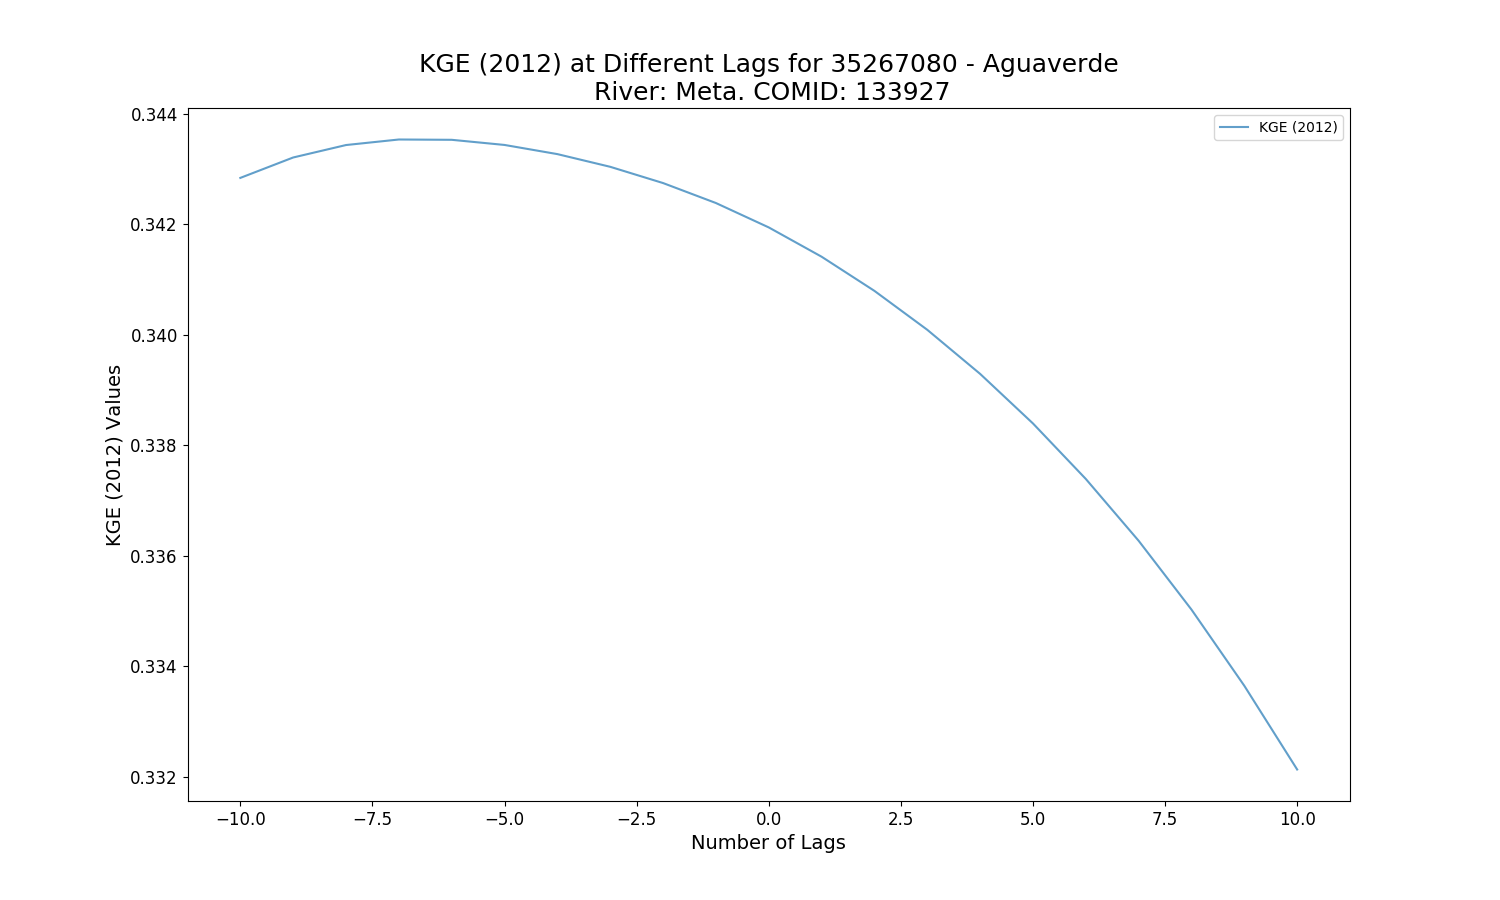 KGE (2012) at Different Lags for 35267080 - Aguaverde
River: Meta. COMID: 133927
KGE (2012)
KGE (2012) Values
0.344
0.342
0.340
0.338
0.336
0.334
0.332
−10.0 −7.5 −5.0 −2.5 0.0 2.5 5.0 7.5 10.0
Number of Lags